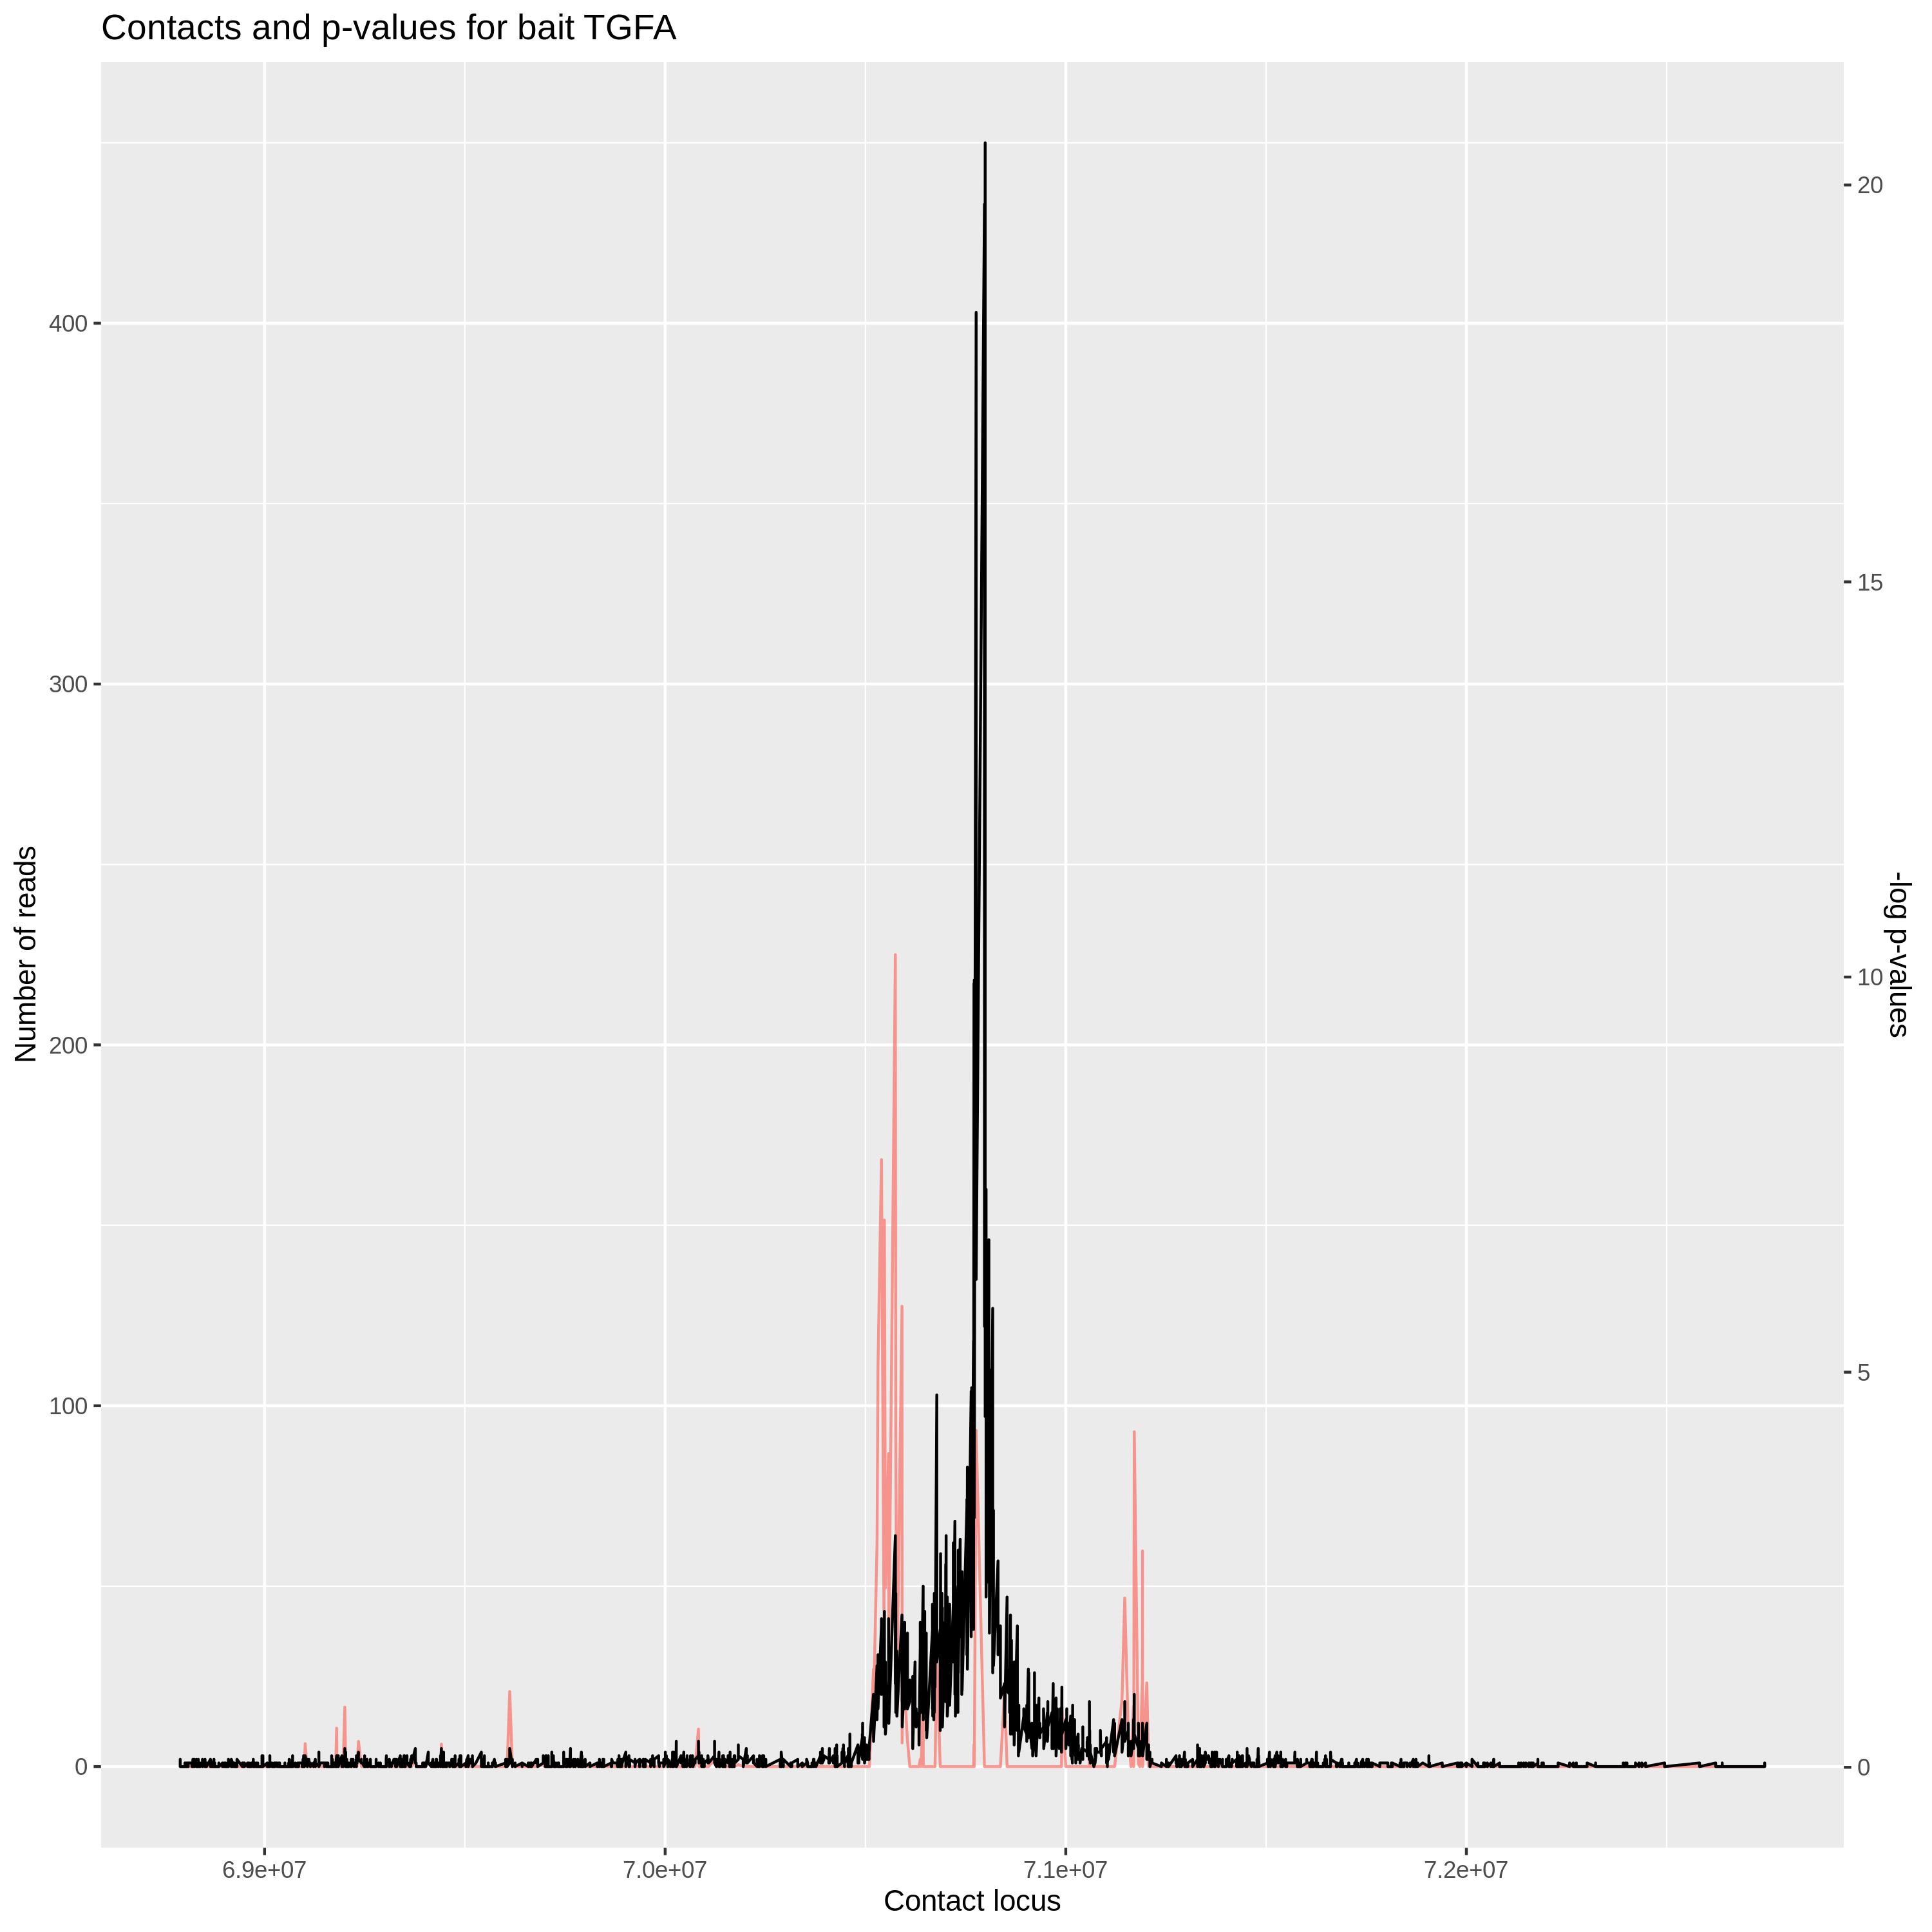 Contacts and p-values for bait TGFA
Number of reads
400
300
200
100
0
20
15
10
5
0
-log p-values
6.9e+07 7.0e+07 7.1e+07 7.2e+07
Contact locus